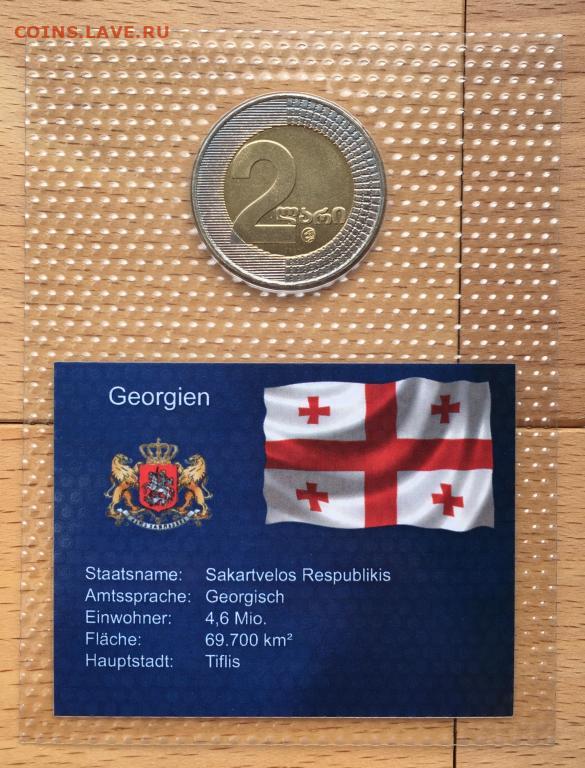 COINS.LAVE.RU
2
ლარი
Georgien
Staatsname: Sakartvelos Respublikis
Amtssprache: Georgisch
Einwohner: 4,6 Mio.
Fläche: 69.700 km²
Hauptstadt: Tiflis